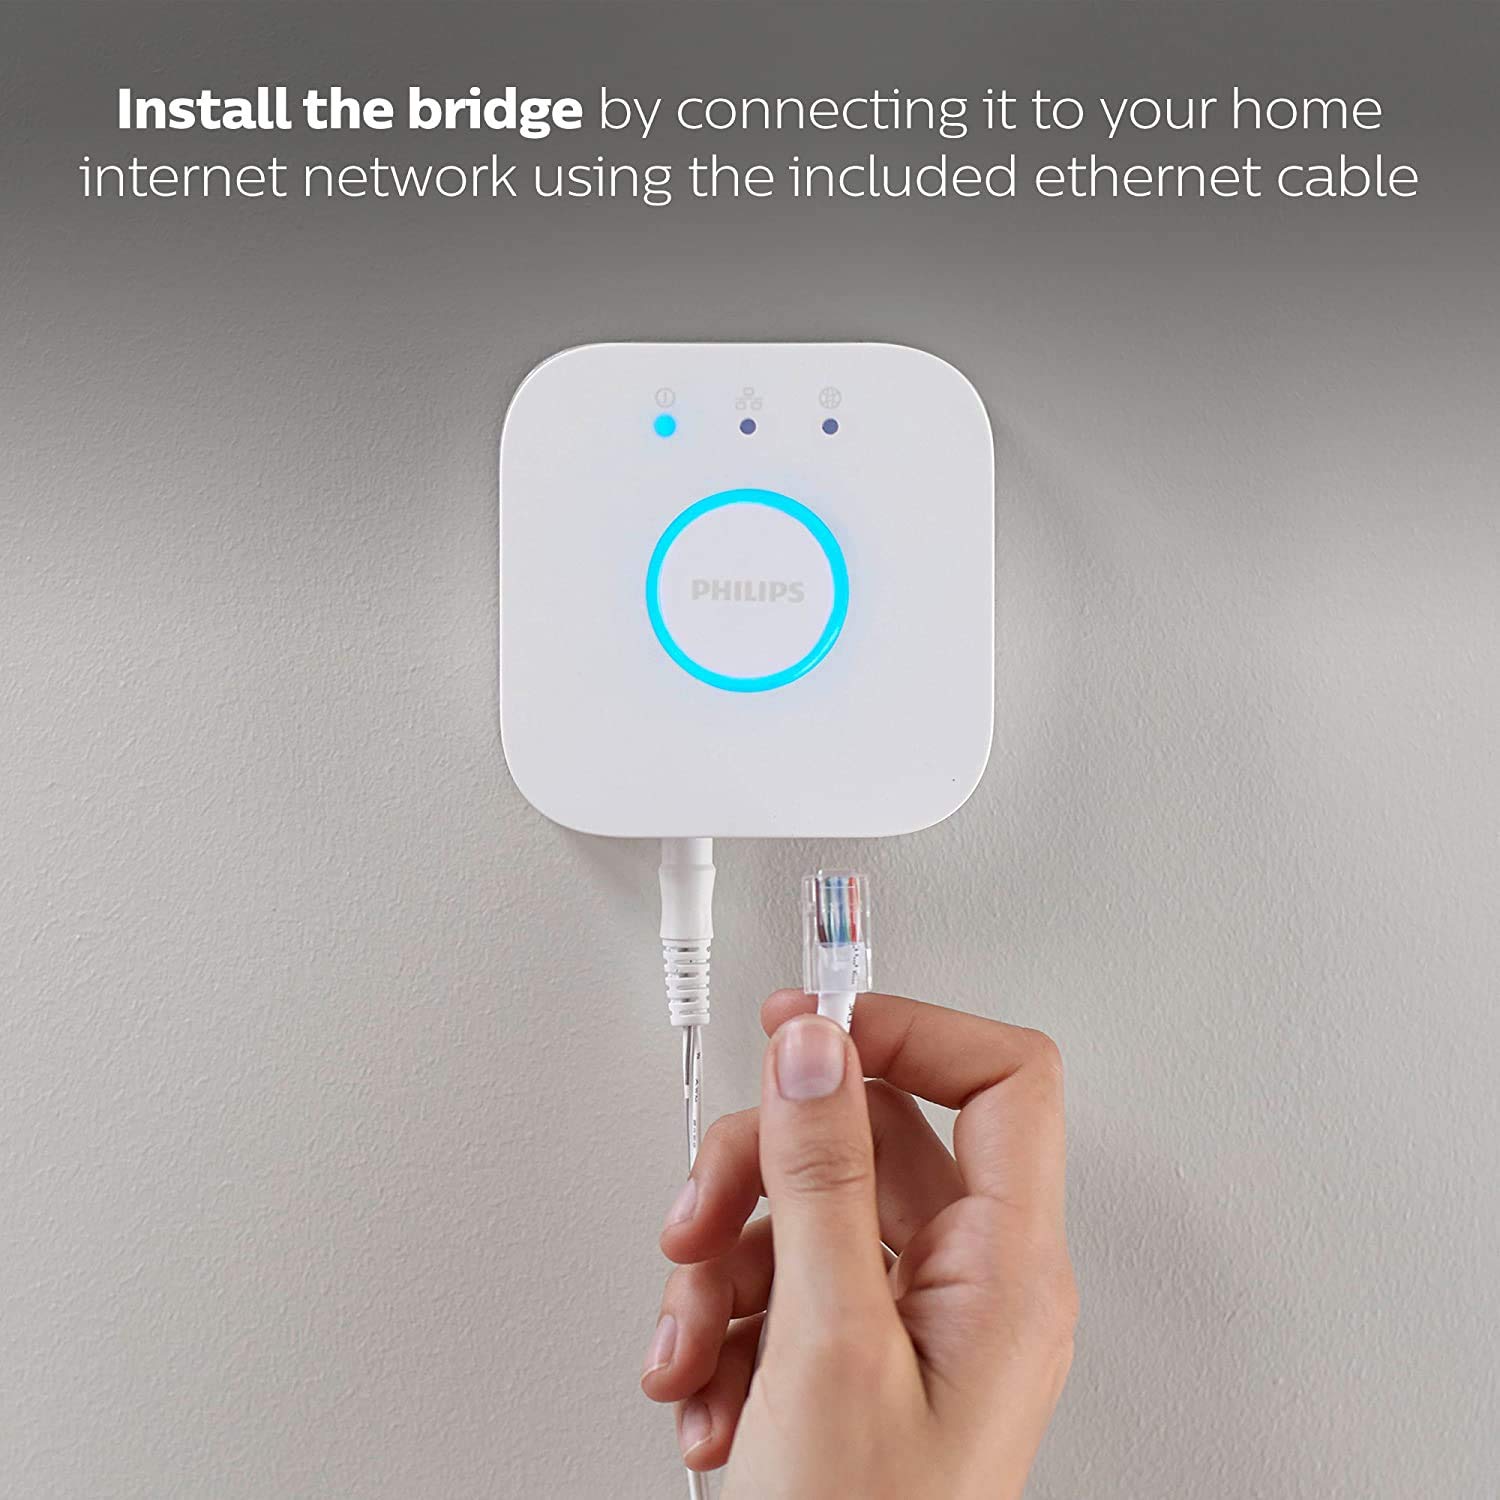 Install the bridge by connecting it to your home
internet network using the included ethernet cable
PHILIPS